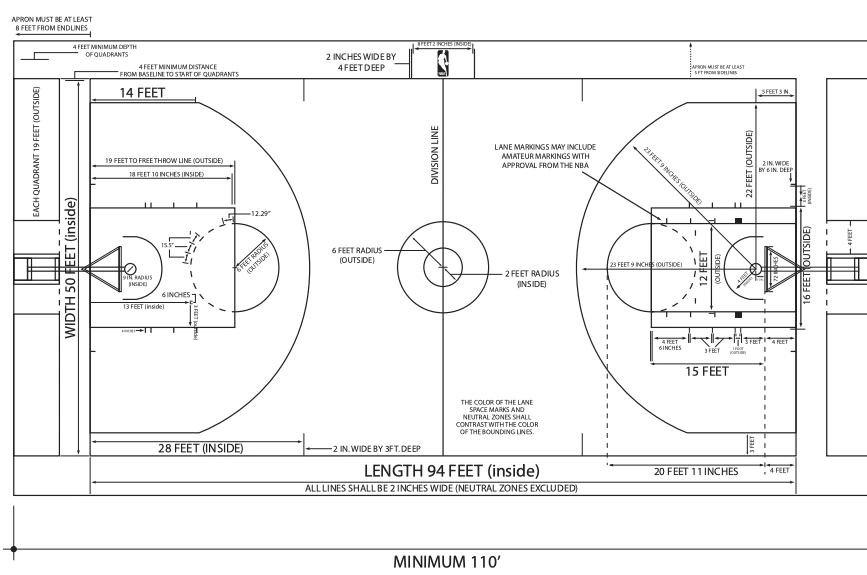 APRON MUST BE AT LEAST
8 FEET FROM ENDLINES
4 FEET MINIMUM DEPTH
OF QUADRANTS
4 FEET MINIMUM DISTANCE
FROM BASELINE TO START OF QUADRANTS
2 INCHES WIDE BY
4 FEET DEEP
8 FEET 2 INCHES (INSIDE)
APRON MUST BE AT LEAST
5 FT FROM SIDELINES
14 FEET
3 FEET 3 IN.
EACH QUADRANT 19 FEET (OUTSIDE)
WIDTH 50 FEET (inside)
DIVISION LINE
LANE MARKINGS MAY INCLUDE
AMATEUR MARKINGS WITH
APPROVAL FROM THE NBA
23 FEET 9 INCHES (OUTSIDE)
22 FEET (OUTSIDE)
2 IN. WIDE
BY 6 IN. DEEP
19 FEET TO FREE THROW LINE (OUTSIDE)
18 FEET 10 INCHES (INSIDE)
12.29"
15.5"
6 FEET RADIUS
(OUTSIDE)
6 FEET RADIUS
(OUTSIDE)
2 FEET RADIUS
(INSIDE)
9 IN. RADIUS
(INSIDE)
6 INCHES
13 FEET (inside)
23 FEET 9 INCHES (OUTSIDE)
12 FEET
(OUTSIDE)
4 FEET
72 INCHES
16 FEET (OUTSIDE)
4 FEET
4 FEET
6 INCHES
3 FEET
(OUTSIDE)
3 FEET
4 FEET
15 FEET
THE COLOR OF THE LANE
SPACE MARKS AND
NEUTRAL ZONES SHALL
CONTRAST WITH THE COLOR
OF THE BOUNDING LINES.
3 FEET
28 FEET (INSIDE)
2 IN. WIDE BY 3FT. DEEP
LENGTH 94 FEET (inside)
20 FEET 11 INCHES
4 FEET
ALL LINES SHALL BE 2 INCHES WIDE (NEUTRAL ZONES EXCLUDED)
MINIMUM 110'